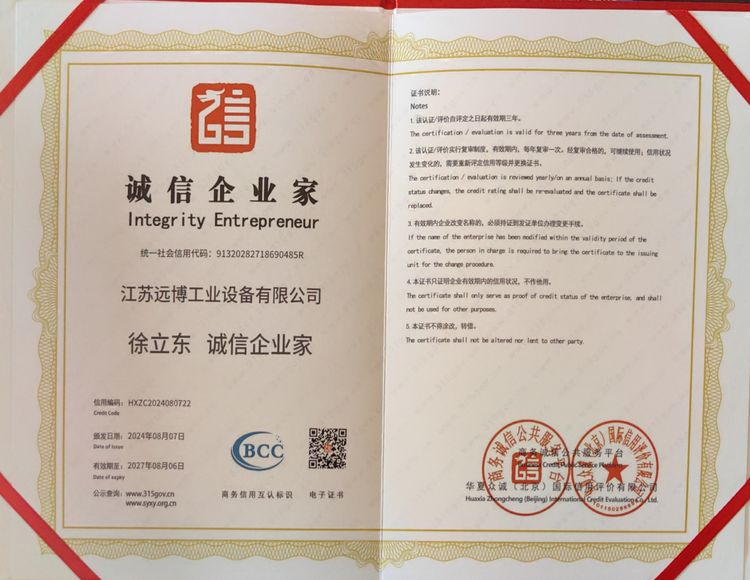 信
诚信企业家
Integrity Entrepreneur
统一社会信用代码：91320282718690485R
江苏远博工业设备有限公司
徐立东 诚信企业家
信用编码：HXZC2024080722
Credit Code
颁发日期：2024年08月07日
Date of issue
有效期至：2027年08月06日
Date of expiry
公示查询：www.315gov.cn
www.syxy.org.cn
BCC
商务信用互认标识
电子证书
证书说明：
Notes
1. 该认证/评价自评定之日起有效期三年。
The certification / evaluation is valid for three years from the date of assessment.
2. 该认证/评价实行复审制度，有效期内，每年复审一次。经复审合格的，可继续使用；信用状况
发生变化的，需要重新评定信用等级并更换证书。
The certification / evaluation is reviewed yearly/on an annual basis; If the credit
status changes, the credit rating shall be re-evaluated and the certificate shall be
replaced.
3. 有效期内企业改变名称的，必须持证到发证单位办理变更手续。
If the name of the enterprise has been modified within the validity period of the
certificate, the person in charge is required to bring the certificate to the issuing
unit for the change procedure.
4. 本证书只证明企业有效期内的信用状况，不作他用。
The certificate shall only serve as proof of credit status of the enterprise, and shall
not be used for other purposes.
5. 本证书不得涂改，转借。
The certificate shall not be altered nor lent to other party.
商务诚信公共服务平台
Business Credit Public Service Platform
华夏众诚（北京）国际信用评价有限公司
Huaxia Zhongcheng (Beijing) International Credit Evaluation Co., Ltd.